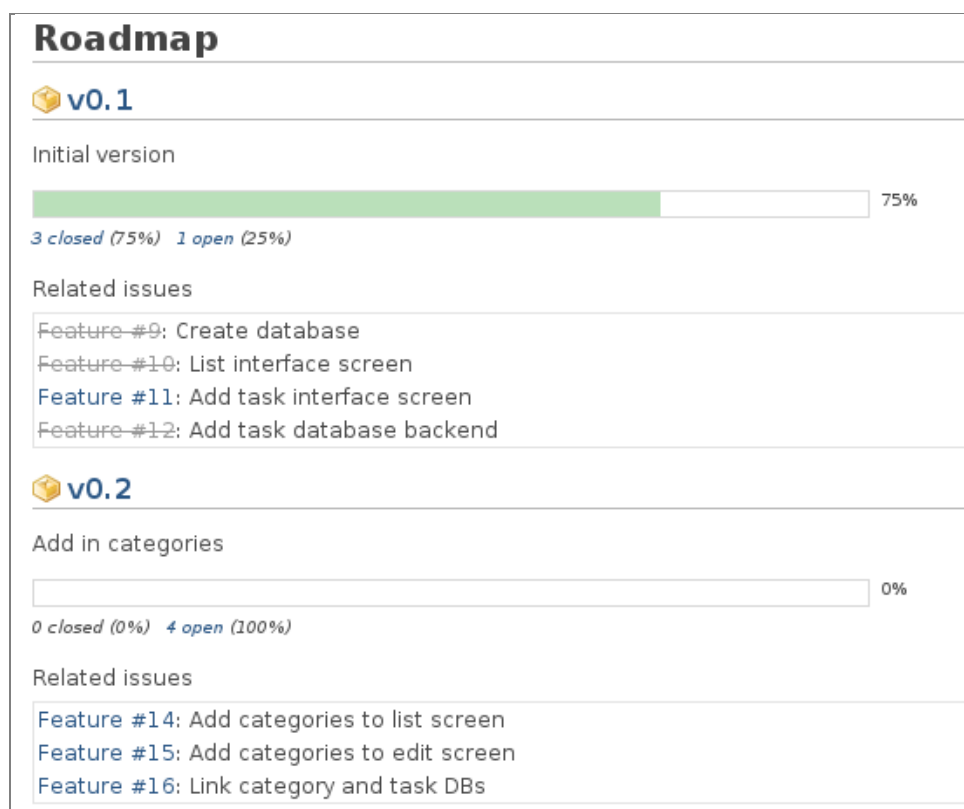 Roadmap
v0.1
Initial version
75%
3 closed (75%) 1 open (25%)
Related issues
Feature #9: Create database
Feature #10: List interface screen
Feature #11: Add task interface screen
Feature #12: Add task database backend
v0.2
Add in categories
0%
0 closed (0%) 4 open (100%)
Related issues
Feature #14: Add categories to list screen
Feature #15: Add categories to edit screen
Feature #16: Link category and task DBs